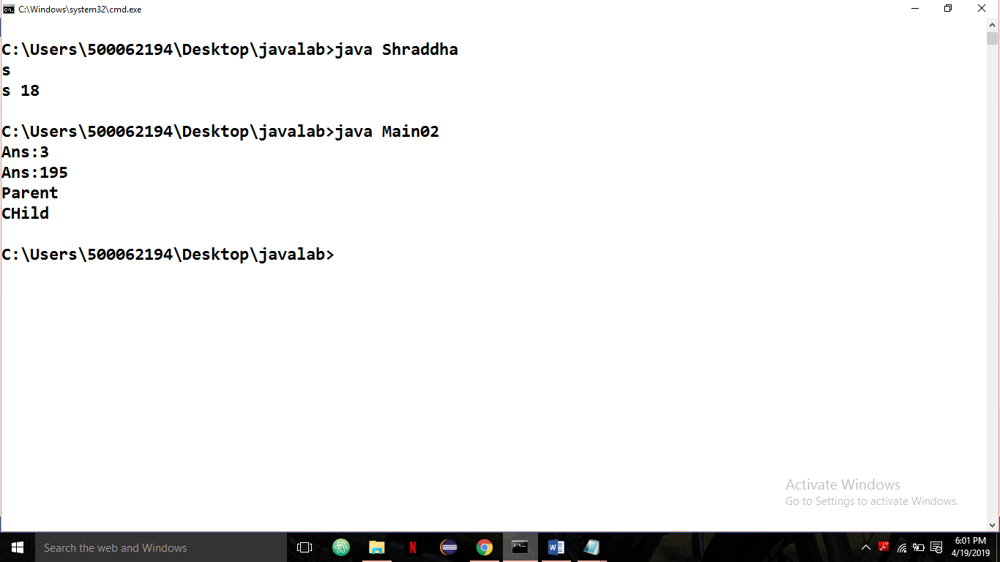 C:\Windows\system32\cmd.exe
C:\Users\500062194\Desktop\javalab>java Shraddha
s
s 18
C:\Users\500062194\Desktop\javalab>java Main02
Ans:3
Ans:195
Parent
CHild
C:\Users\500062194\Desktop\javalab>
Activate Windows
Go to Settings to activate Windows.
Search the web and Windows
6:01 PM
4/19/2019